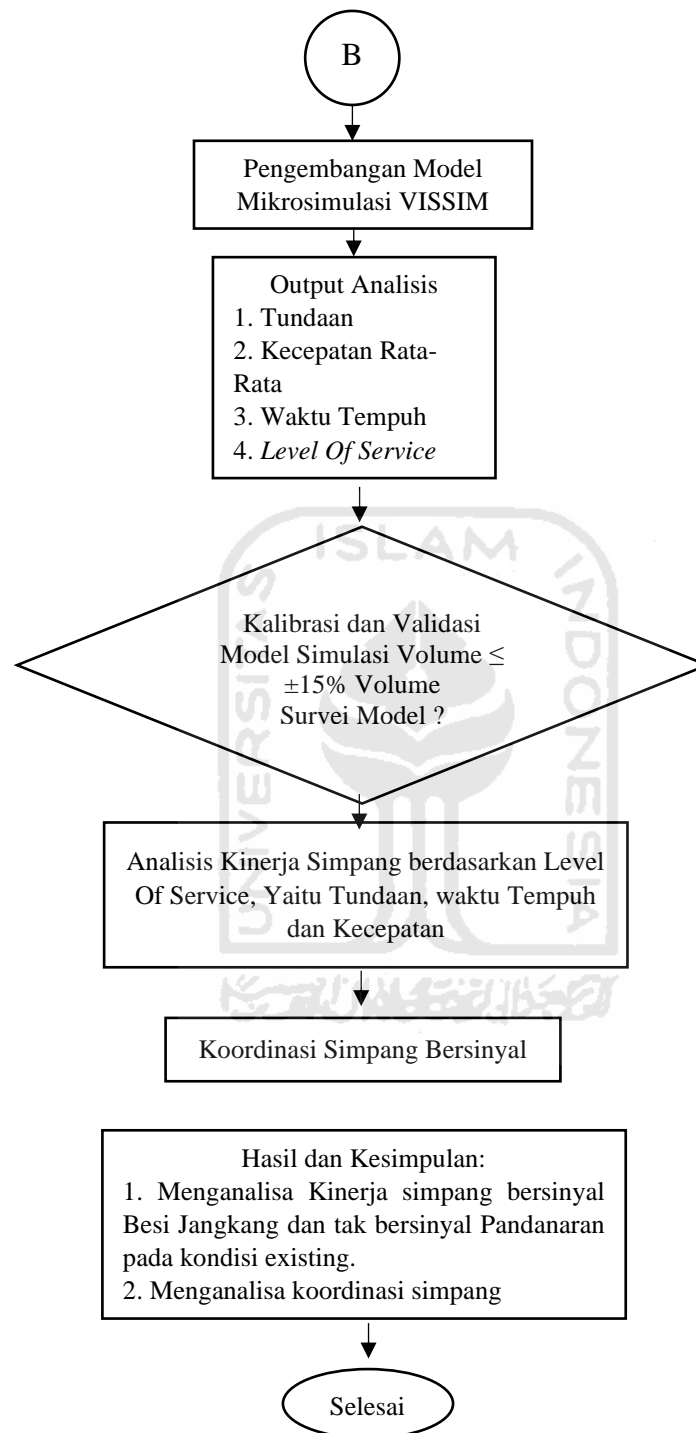 B
Pengembangan Model
Mikrosimulasi VISSIM
Output Analisis
1. Tundaan
2. Kecepatan Rata-
Rata
3. Waktu Tempuh
4. Level Of Service
UNIVERSITAS ISLAM INDONESIA
Kalibrasi dan Validasi
Model Simulasi Volume ≤
±15% Volume
Survei Model ?
Analisis Kinerja Simpang berdasarkan Level
Of Service, Yaitu Tundaan, waktu Tempuh
dan Kecepatan
Koordinasi Simpang Bersinyal
Hasil dan Kesimpulan:
1. Menganalisa Kinerja simpang bersinyal
Besi Jangkang dan tak bersinyal Pandanaran
pada kondisi existing.
2. Menganalisa koordinasi simpang
Selesai